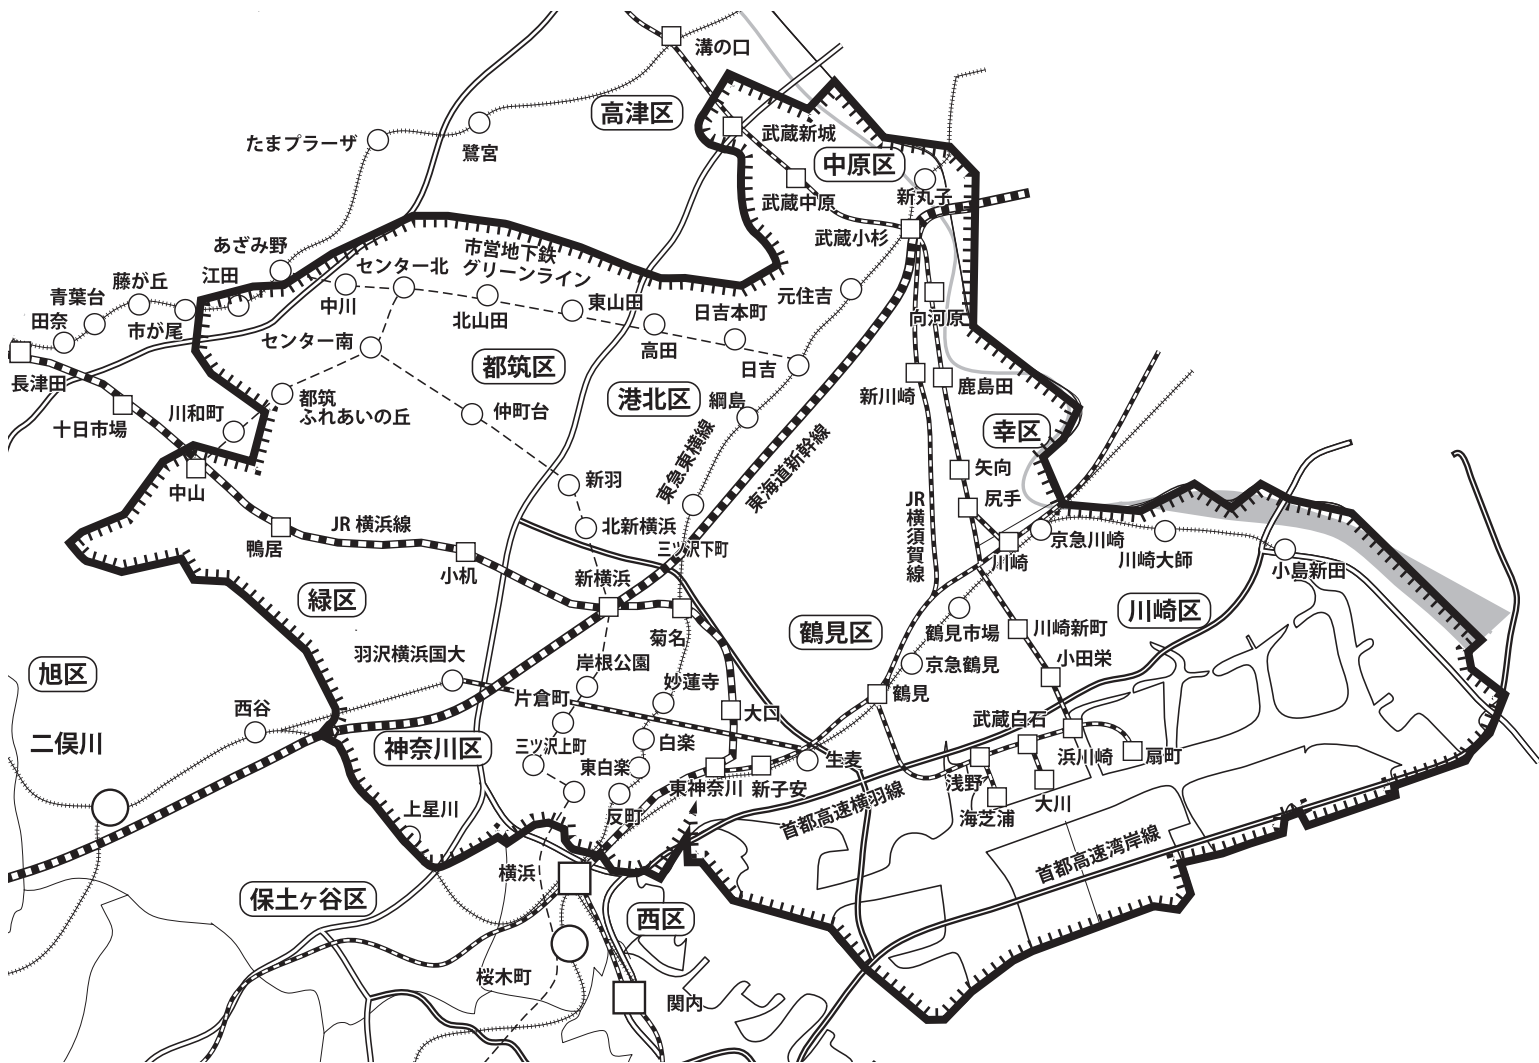 溝の口
高津区
たまプラーザ
鷺宮
武蔵新城
中原区
武蔵中原
新丸子
武蔵小杉
あざみ野
市営地下鉄
グリーンライン
センター北
江田
藤が丘
青葉台
田奈
市が尾
中川
北山田
東山田
日吉本町
元住吉
向河原
センター南
高田
日吉
都筑区
長津田
新川崎
鹿島田
港北区
綱島
川和町
都筑
ふれあいの丘
仲町台
十日市場
幸区
東急東横線
東海道新幹線
矢向
新羽
中山
尻手
JR横須賀線
JR 横浜線
北新横浜
鴨居
三ツ沢下町
京急川崎
川崎大師
川崎
小島新田
小机
新横浜
緑区
川崎区
菊名
鶴見区
鶴見市場
川崎新町
羽沢横浜国大
岸根公園
京急鶴見
小田栄
旭区
妙蓮寺
片倉町
鶴見
西谷
大口
武蔵白石
二俣川
神奈川区
三ツ沢上町
白楽
東白楽
生麦
浜川崎
扇町
東神奈川
新子安
浅野
上星川
反町
首都高速横羽線
海芝浦
大川
首都高速湾岸線
横浜
保土ヶ谷区
西区
桜木町
関内